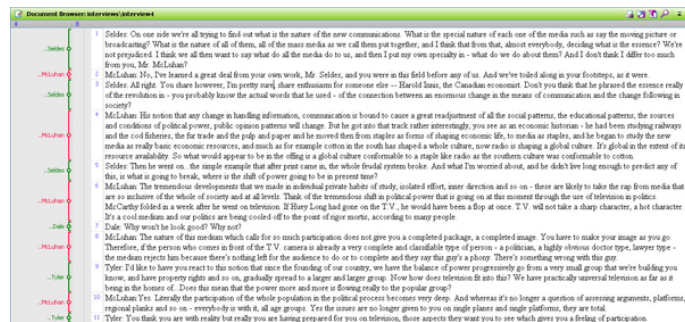 Document Browser: interviews\interview4
...Seldes 1 Seldes: On one side we're all trying to find out what is the nature of the new communications. What is the special nature of each one of the media such as say the moving picture or
broadcasting? What is the nature of all of them, all of the mass media as we call them put together, and I think that from that, almost everybody, deciding what is the essence? We're
not prejudiced. I think we all then want to say what do all the media do to us, and then I put my own specialty in - what do we do about them? And I don't think I differ too much
from you, Mr. McLuhan?
...McLuhan 2 McLuhan: No, I've learned a great deal from your own work, Mr. Seldes, and you were in this field before any of us. And we've toiled along in your footsteps, as it were.
...Seldes 3 Seldes: All right. You share however, I'm pretty sure, share enthusiasm for someone else -- Harold Innis, the Canadian economist. Don't you think that he phrased the essence really
of the revolution in - you probably know the actual words that he used - of the connection between an enormous change in the means of communication and the change following in
society?
...McLuhan 4 McLuhan: His notion that any change in handling information, communication is bound to cause a great readjustment of all the social patterns, the educational patterns, the sources
and conditions of political power, public opinion patterns will change. But he got into that track rather interestingly, you see as an economic historian - he had been studying railways
and the cod fisheries, the fur trade and the pulp and paper and he moved then from staples as forms of shaping economic life, to media as staples, and he began to study the new
media as really basic economic resources, and much as for example cotton in the south has shaped a whole culture, now radio is shaping a global culture. It's global in the extent of its
resource availability. So what would appear to be in the offing is a global culture conformable to a staple like radio as the southern culture was conformable to cotton.
...Seldes 5 Seldes: Then he went on.. the simple example that after print came in, the whole feudal system broke. And what I'm worried about, and he didn't live long enough to predict any of
this, is what is going to break, where is the shift of power going to be in present time?
...McLuhan 6 McLuhan: The tremendous developments that we made in individual private habits of study, isolated effort, inner direction and so on - these are likely to take the rap from media that
are so inclusive of the whole of society and at all levels. Think of the tremendous shift in political power that is going on at this moment through the use of television in politics.
McCarthy folded in a week after he went on television. If Huey Long had gone on the T.V., he would have been a flop at once. T.V. will not take a sharp character, a hot character.
It's a cool medium and our politics are being cooled off to the point of rigor mortis, according to many people.
...Dale 7 Dale: Why won't he look good? Why not?
...McLuhan 8 McLuhan: The nature of this medium which calls for so much participation does not give you a completed package, a completed image. You have to make your image as you go.
Therefore, if the person who comes in front of the T.V. camera is already a very complete and classifiable type of person - a politician, a highly obvious doctor type, lawyer type -
the medium rejects him because there's nothing left for the audience to do or to complete and they say this guy's a phony. There's something wrong with this guy.
...Tyler 9 Tyler: I'd like to have you react to this notion that since the founding of our country, we have the balance of power progressively go from a very small group that we're building you
know, and have property rights and so on, gradually spread to a larger and larger group. Now how does television fit into this? We have practically universal television as far as it
being in the homes of...Does this mean that the power more and more is flowing really to the popular group?
...McLuhan 10 McLuhan: Yes. Literally the participation of the whole population in the political process becomes very deep. And whereas it's no longer a question of assessing arguments, platforms,
regional planks and so on - everybody is with it, all age groups. Yes the issues are no longer given to you on single planes and single platforms, they are total.
...Tyler 11 Tyler: You think you are with reality but really you are having prepared for you on television, those aspects they want you to see which gives you a feeling of participation.